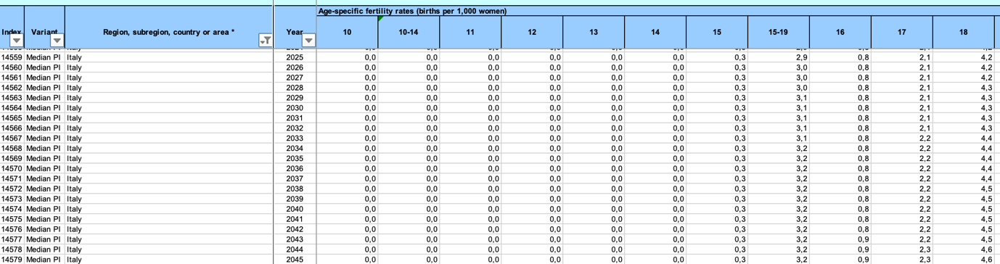 Age-specific fertility rates (births per 1,000 women)
Index Variant Region, subregion, country or area * Year 10 10-14 11 12 13 14 15 15-19 16 17 18
14559 Median PI Italy 2025 0,0 0,0 0,0 0,0 0,0 0,0 0,3 2,9 0,8 2,1 4,2
14560 Median PI Italy 2026 0,0 0,0 0,0 0,0 0,0 0,0 0,3 3,0 0,8 2,1 4,2
14561 Median PI Italy 2027 0,0 0,0 0,0 0,0 0,0 0,0 0,3 3,0 0,8 2,1 4,2
14562 Median PI Italy 2028 0,0 0,0 0,0 0,0 0,0 0,0 0,3 3,0 0,8 2,1 4,3
14563 Median PI Italy 2029 0,0 0,0 0,0 0,0 0,0 0,0 0,3 3,1 0,8 2,1 4,3
14564 Median PI Italy 2030 0,0 0,0 0,0 0,0 0,0 0,0 0,3 3,1 0,8 2,1 4,3
14565 Median PI Italy 2031 0,0 0,0 0,0 0,0 0,0 0,0 0,3 3,1 0,8 2,1 4,3
14566 Median PI Italy 2032 0,0 0,0 0,0 0,0 0,0 0,0 0,3 3,1 0,8 2,1 4,3
14567 Median PI Italy 2033 0,0 0,0 0,0 0,0 0,0 0,0 0,3 3,1 0,8 2,2 4,4
14568 Median PI Italy 2034 0,0 0,0 0,0 0,0 0,0 0,0 0,3 3,2 0,8 2,2 4,4
14569 Median PI Italy 2035 0,0 0,0 0,0 0,0 0,0 0,0 0,3 3,2 0,8 2,2 4,4
14570 Median PI Italy 2036 0,0 0,0 0,0 0,0 0,0 0,0 0,3 3,2 0,8 2,2 4,4
14571 Median PI Italy 2037 0,0 0,0 0,0 0,0 0,0 0,0 0,3 3,2 0,8 2,2 4,4
14572 Median PI Italy 2038 0,0 0,0 0,0 0,0 0,0 0,0 0,3 3,2 0,8 2,2 4,5
14573 Median PI Italy 2039 0,0 0,0 0,0 0,0 0,0 0,0 0,3 3,2 0,8 2,2 4,5
14574 Median PI Italy 2040 0,0 0,0 0,0 0,0 0,0 0,0 0,3 3,2 0,8 2,2 4,5
14575 Median PI Italy 2041 0,0 0,0 0,0 0,0 0,0 0,0 0,3 3,2 0,8 2,2 4,5
14576 Median PI Italy 2042 0,0 0,0 0,0 0,0 0,0 0,0 0,3 3,2 0,8 2,2 4,5
14577 Median PI Italy 2043 0,0 0,0 0,0 0,0 0,0 0,0 0,3 3,2 0,9 2,2 4,5
14578 Median PI Italy 2044 0,0 0,0 0,0 0,0 0,0 0,0 0,3 3,2 0,9 2,3 4,6
14579 Median PI Italy 2045 0,0 0,0 0,0 0,0 0,0 0,0 0,3 3,2 0,9 2,3 4,6